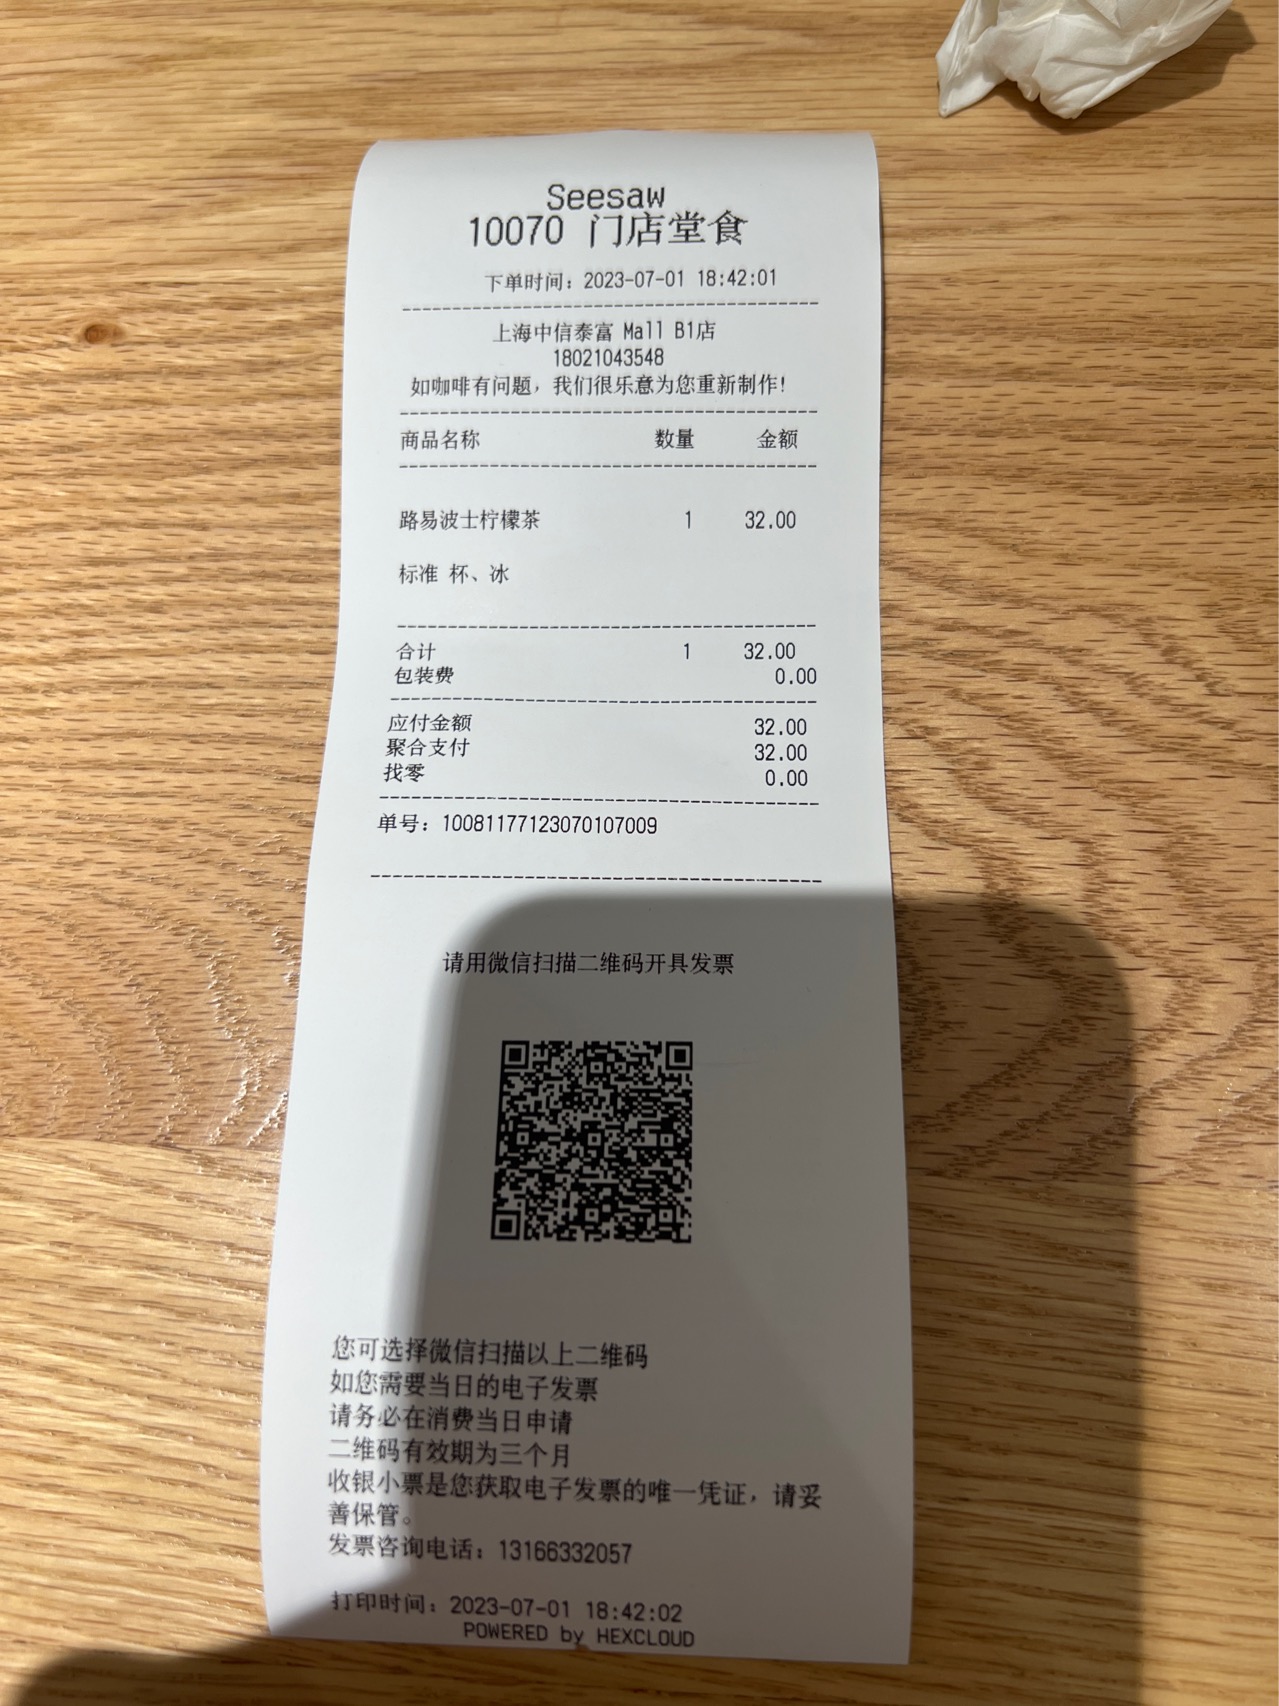 Seesaw
10070 门店堂食
下单时间：2023-07-01 18:42:01
上海中信泰富 Mall B1店
18021043548
如咖啡有问题，我们很乐意为您重新制作！
商品名称 数量 金额
路易波士柠檬茶 1 32.00
标准 杯、冰
合计 1 32.00
包装费 0.00
应付金额 32.00
聚合支付 32.00
找零 0.00
单号：10081177123070107009
请用微信扫描二维码开具发票
您可选择微信扫描以上二维码
如您需要当日的电子发票
请务必在消费当日申请
二维码有效期为三个月
收银小票是您获取电子发票的唯一凭证，请妥
善保管。
发票咨询电话：13166332057
打印时间：2023-07-01 18:42:02
POWERED by HEXCLOUD